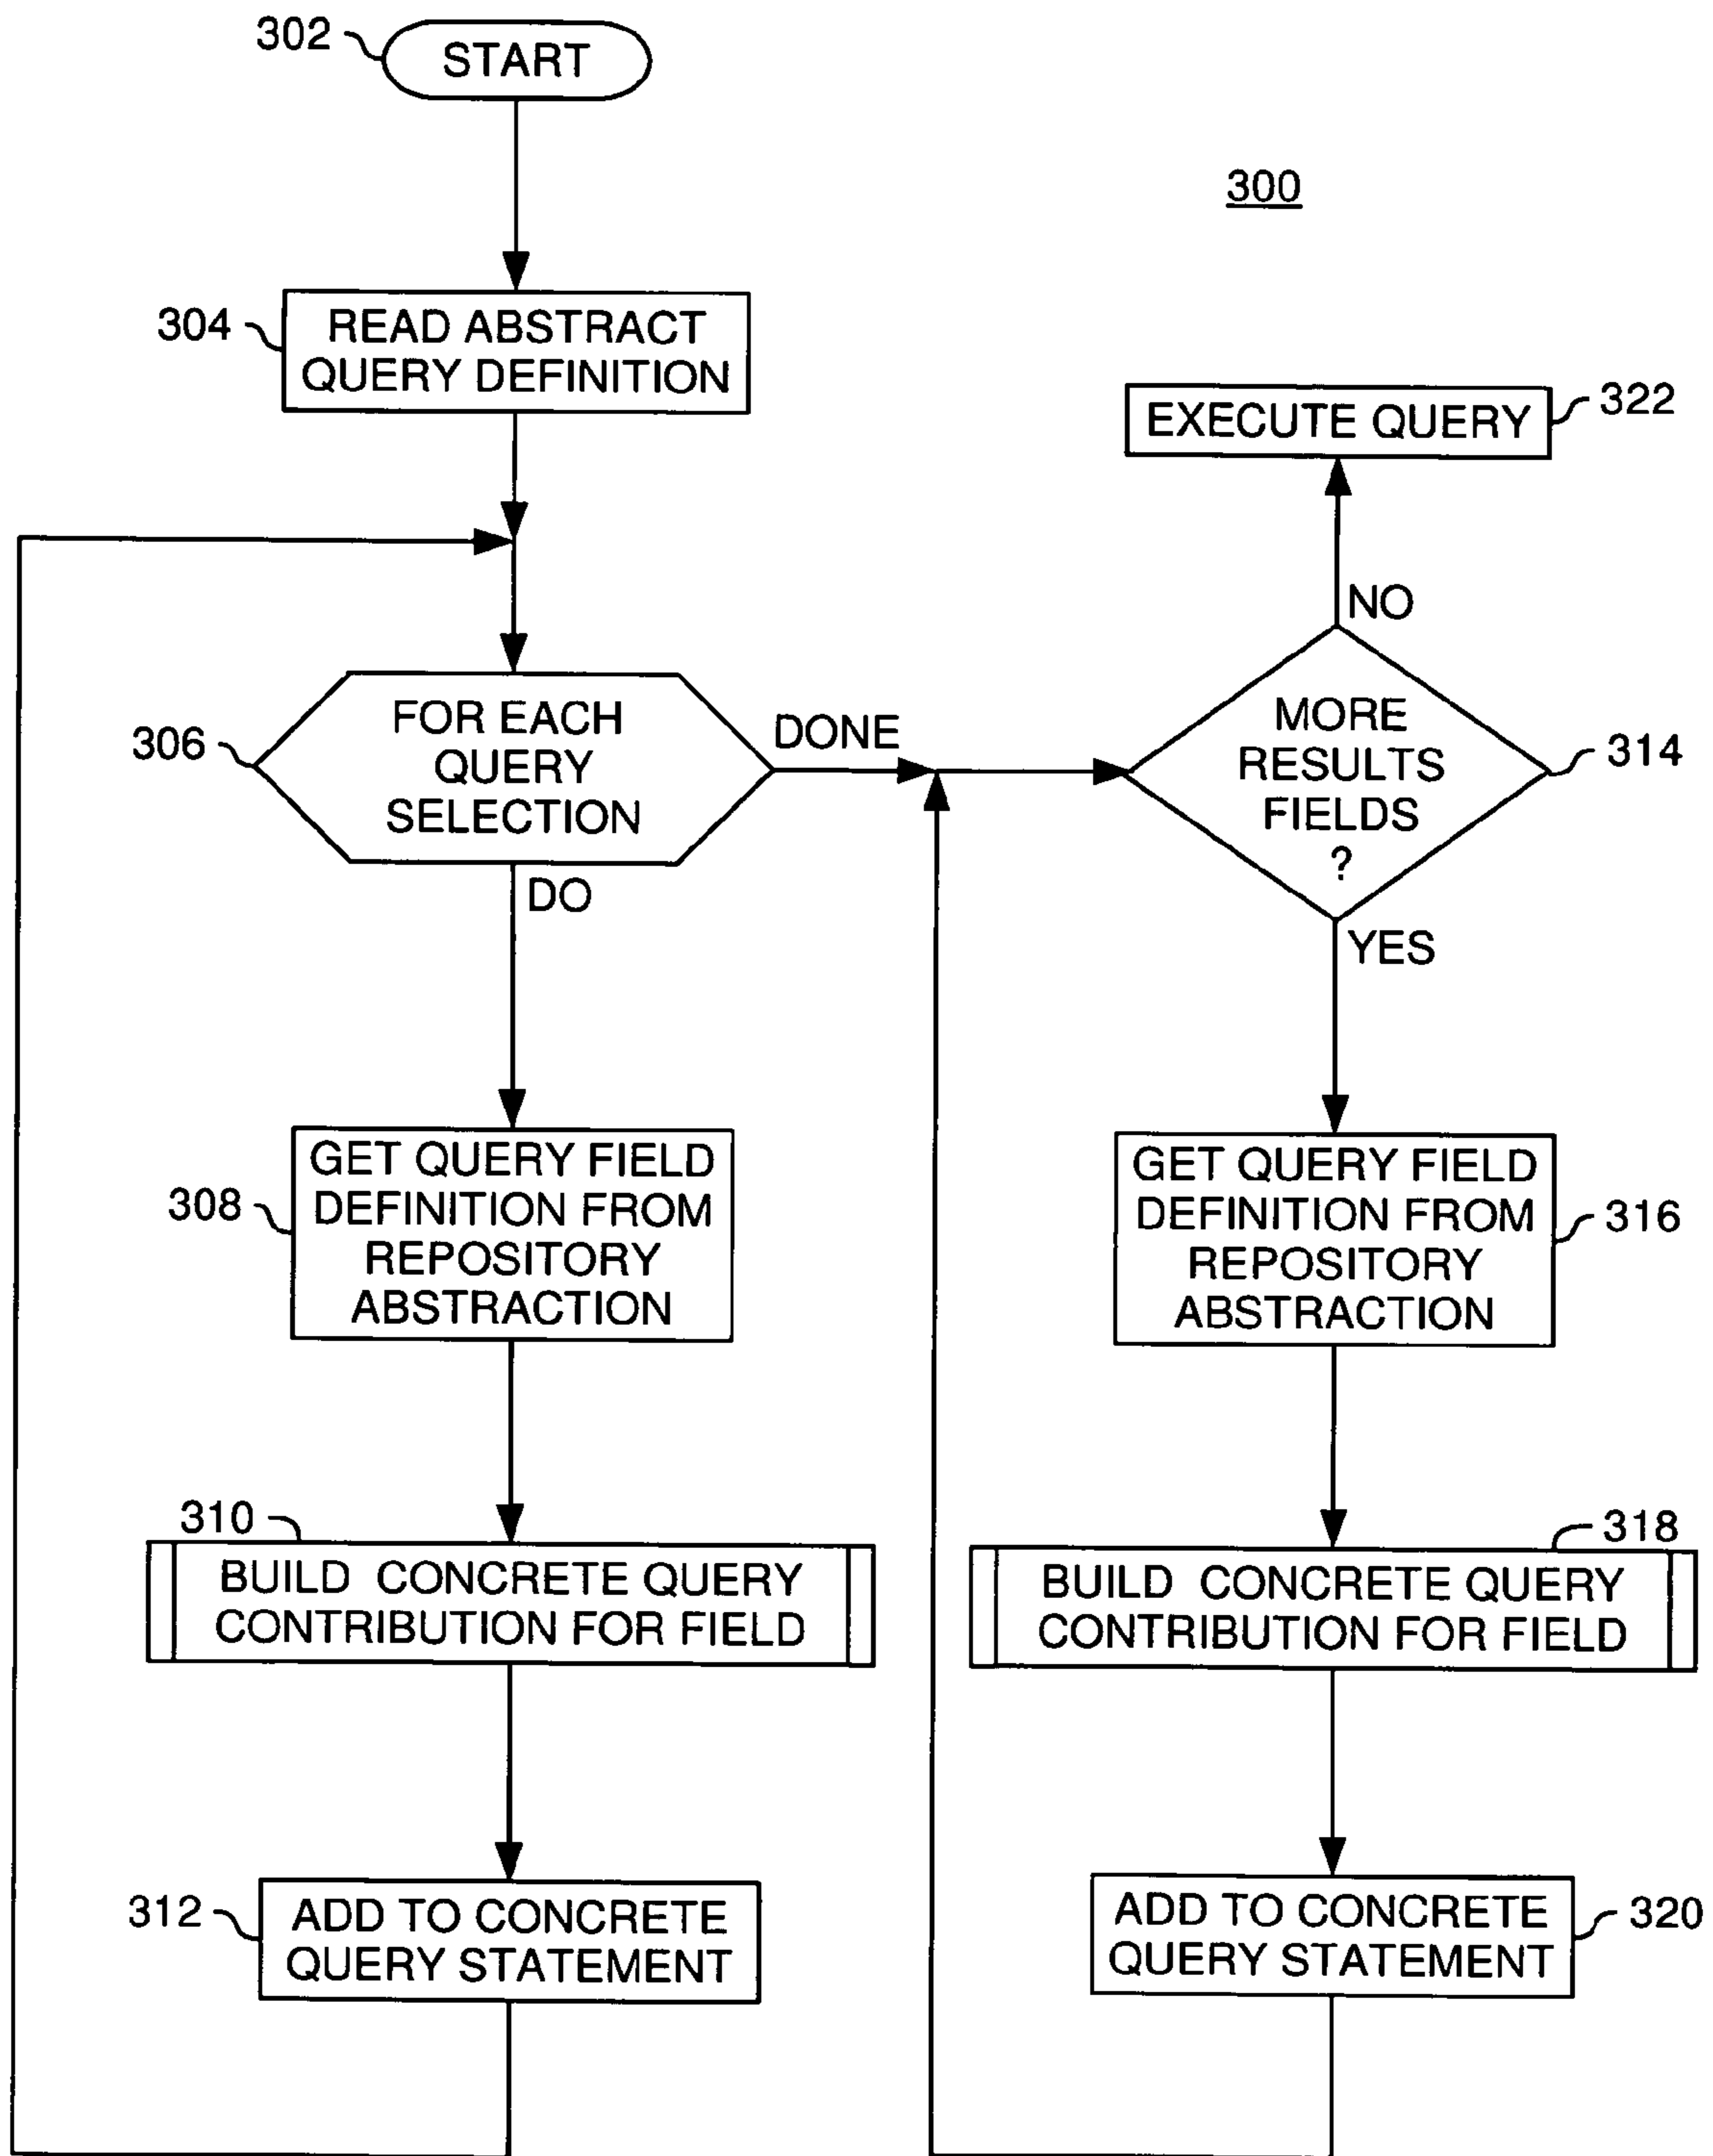 302
START
300
304
READ ABSTRACT
QUERY DEFINITION
EXECUTE QUERY
322
NO
306
FOR EACH
QUERY
SELECTION
DONE
DO
MORE
RESULTS
FIELDS
?
314
YES
308
GET QUERY FIELD
DEFINITION FROM
REPOSITORY
ABSTRACTION
GET QUERY FIELD
DEFINITION FROM
REPOSITORY
ABSTRACTION
316
310
BUILD CONCRETE QUERY
CONTRIBUTION FOR FIELD
318
BUILD CONCRETE QUERY
CONTRIBUTION FOR FIELD
312
ADD TO CONCRETE
QUERY STATEMENT
ADD TO CONCRETE
QUERY STATEMENT
320